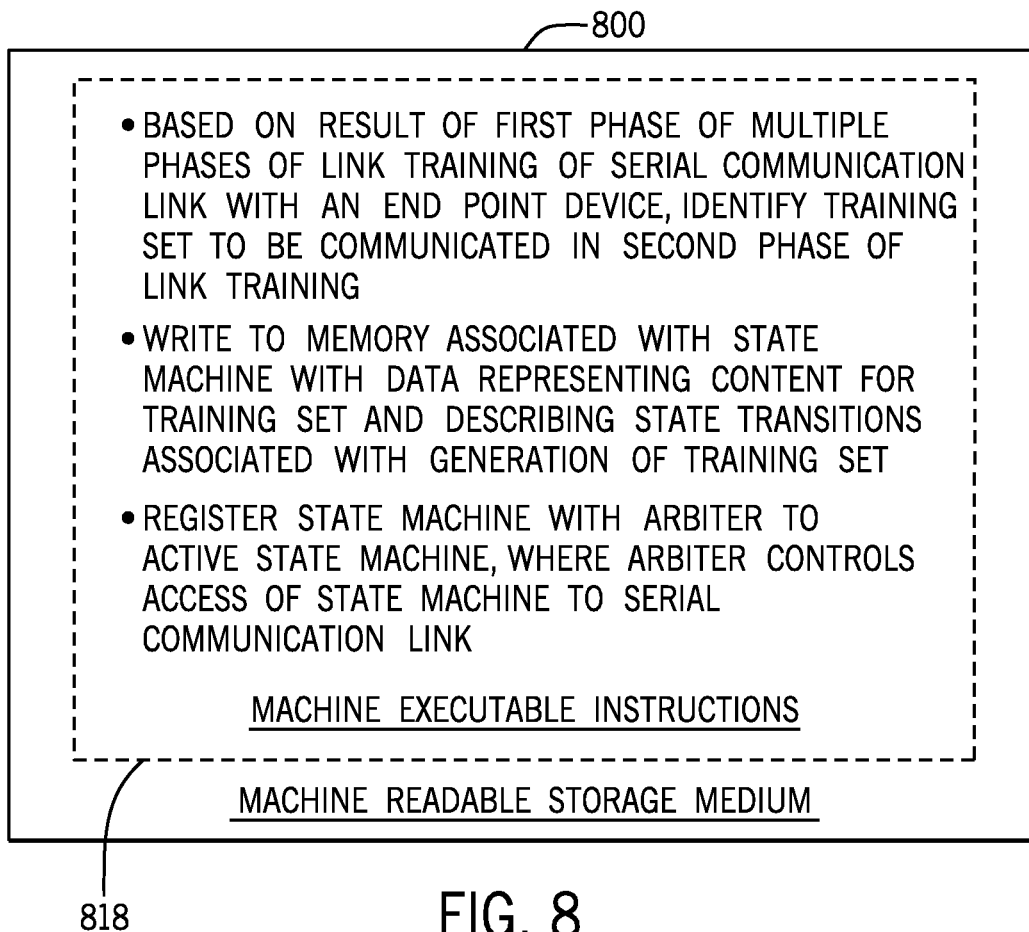 800
• BASED ON RESULT OF FIRST PHASE OF MULTIPLE
PHASES OF LINK TRAINING OF SERIAL COMMUNICATION
LINK WITH AN END POINT DEVICE, IDENTIFY TRAINING
SET TO BE COMMUNICATED IN SECOND PHASE OF
LINK TRAINING
• WRITE TO MEMORY ASSOCIATED WITH STATE
MACHINE WITH DATA REPRESENTING CONTENT FOR
TRAINING SET AND DESCRIBING STATE TRANSITIONS
ASSOCIATED WITH GENERATION OF TRAINING SET
• REGISTER STATE MACHINE WITH ARBITER TO
ACTIVE STATE MACHINE, WHERE ARBITER CONTROLS
ACCESS OF STATE MACHINE TO SERIAL
COMMUNICATION LINK
MACHINE EXECUTABLE INSTRUCTIONS
MACHINE READABLE STORAGE MEDIUM
818
FIG. 8